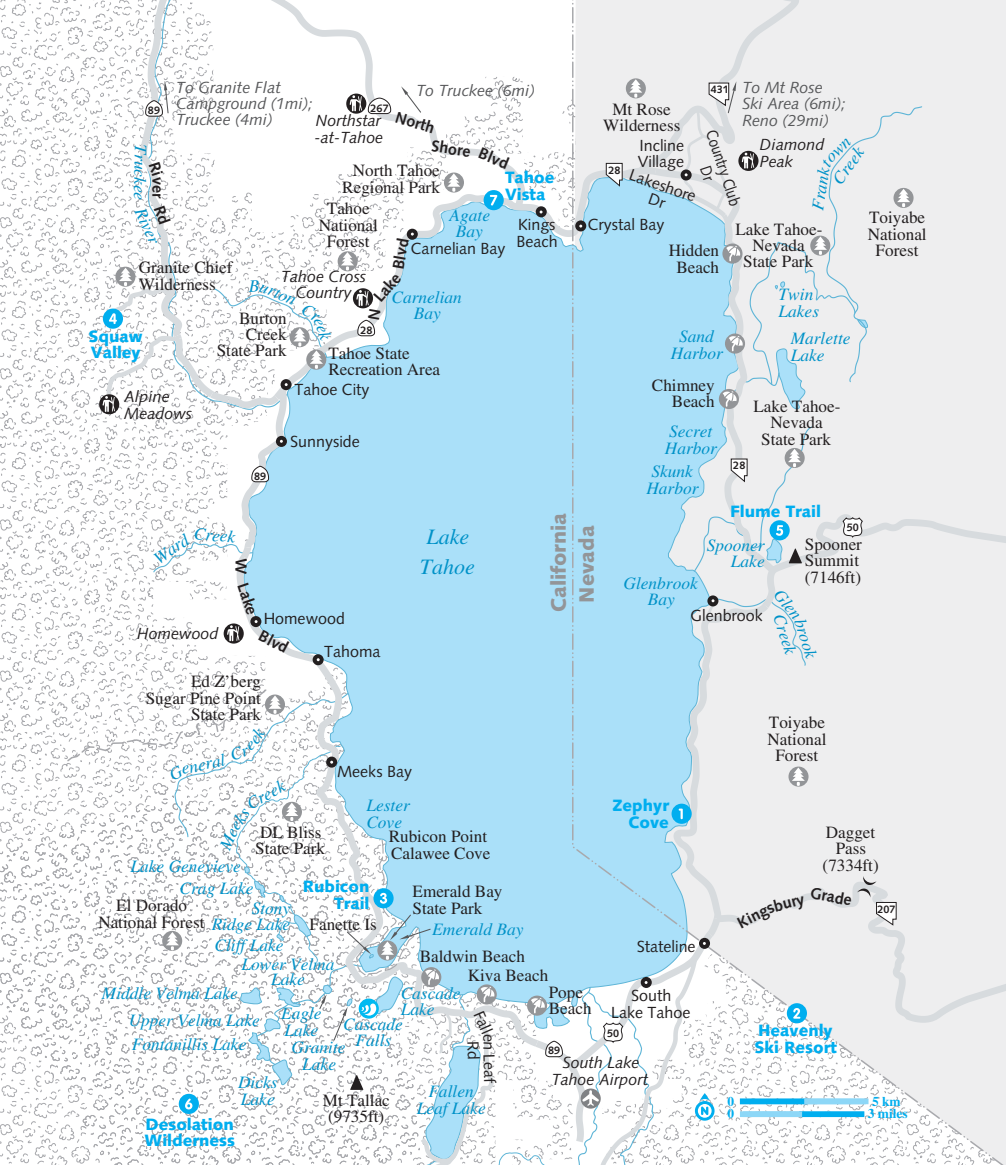 To Granite Flat
Campground (1mi);
Truckee (4mi)
89
To Truckee (6mi)
267
Northstar
-at-Tahoe
North
Shore Blvd
Mt Rose
Wilderness
431
To Mt Rose
Ski Area (6mi);
Reno (29mi)
Incline
Village
Country Club
Dr
Diamond
Peak
Franktown
Creek
River Rd
Truckee River
North Tahoe
Regional Park
Tahoe
Vista
7
28
Lakeshore
Dr
Toiyabe
National
Forest
Tahoe
National
Forest
Agate
Bay
Kings
Beach
Crystal Bay
Carnelian Bay
Hidden
Beach
Lake Tahoe-
Nevada
State Park
Granite Chief
Wilderness
Tahoe Cross
Country
N Lake Blvd
Carnelian
Bay
Burton
Creek
Twin
Lakes
4
Squaw
Valley
Burton
Creek
State Park
28
Tahoe State
Recreation Area
Sand
Harbor
Marlette
Lake
Tahoe City
Alpine
Meadows
Chimney
Beach
Lake Tahoe-
Nevada
State Park
Sunnyside
Secret
Harbor
89
Skunk
Harbor
28
Flume Trail
5
50
Ward Creek
Lake
Tahoe
California
Nevada
Spooner
Lake
Spooner
Summit
(7146ft)
W Lake
Blvd
Glenbrook
Bay
Glenbrook
Glenbrook
Creek
Homewood
Homewood
Tahoma
Ed Z'berg
Sugar Pine Point
State Park
Toiyabe
National
Forest
General Creek
Meeks Bay
Meeks Creek
Lester
Cove
Zephyr
Cove
1
DL Bliss
State Park
Rubicon Point
Calawee Cove
Dagget
Pass
(7334ft)
Lake Genevieve
Crag Lake
Rubicon
Trail
3
Emerald Bay
State Park
Kingsbury Grade
207
El Dorado
National Forest
Stony
Ridge Lake
Fanette Is
Emerald Bay
Cliff Lake
Stateline
Lower Velma
Lake
Baldwin Beach
Kiva Beach
Middle Velma Lake
Cascade
Lake
Pope
Beach
South
Lake Tahoe
Upper Velma Lake
Eagle
Lake
Cascade
Falls
Fallen Leaf
Rd
50
2
Heavenly
Ski Resort
Fontanillis Lake
Granite
Lake
89
South Lake
Tahoe Airport
Dicks
Lake
Mt Tallac
(9735ft)
Fallen
Leaf Lake
6
Desolation
Wilderness
N
0 5 km
0 3 miles